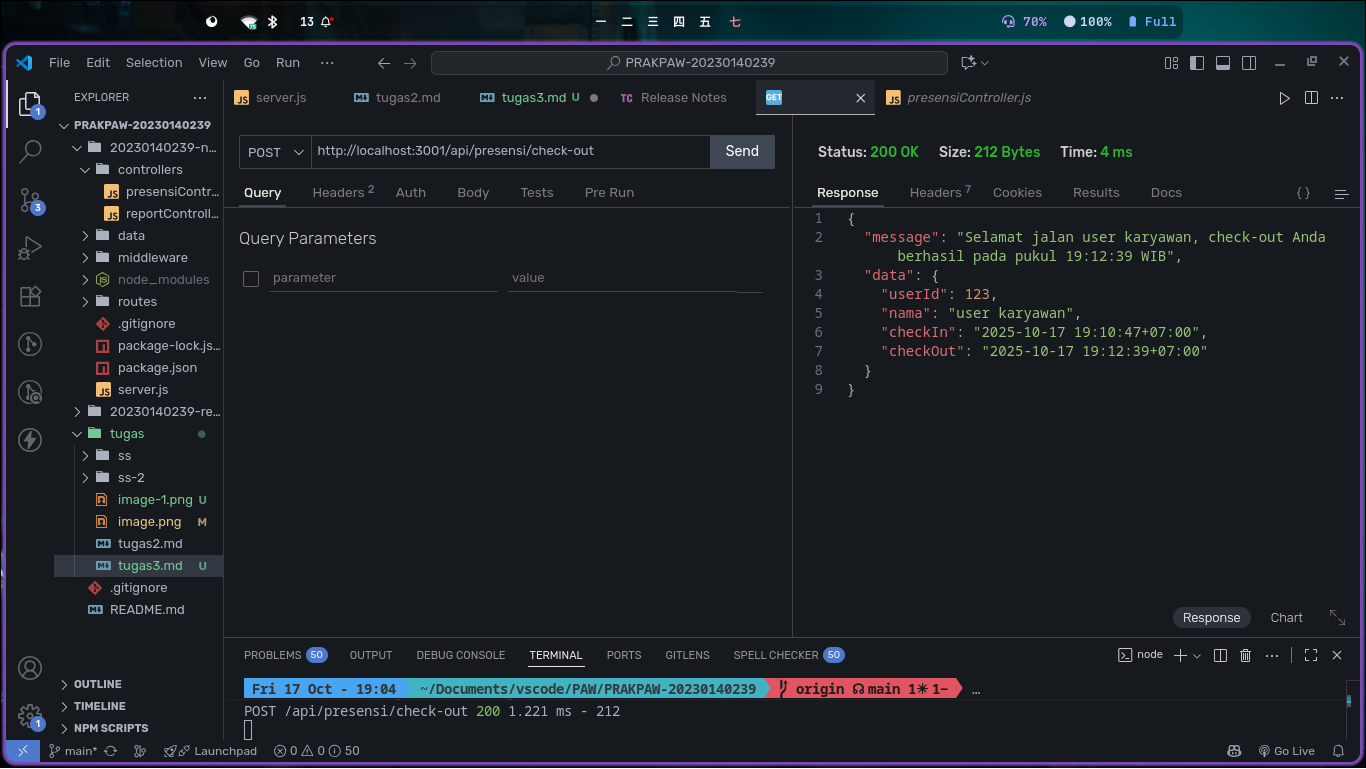 13
一 二 三 四 五 七
70% 100% Full
File Edit Selection View Go Run ···
PRAKPAW-20230140239
EXPLORER ···
server.js tugas2.md tugas3.md U Release Notes GET presensiController.js ···
PRAKPAW-20230140239
20230140239-n...
controllers
presensiContr...
reportControll...
data
middleware
node_modules
routes
.gitignore
package-lock.js...
package.json
server.js
20230140239-re...
tugas
ss
ss-2
image-1.png U
image.png M
tugas2.md
tugas3.md U
.gitignore
README.md
OUTLINE
TIMELINE
NPM SCRIPTS
1
3
1
POST http://localhost:3001/api/presensi/check-out Send
Query Headers 2 Auth Body Tests Pre Run
Query Parameters
parameter value
Status: 200 OK Size: 212 Bytes Time: 4 ms
Response Headers 7 Cookies Results Docs {}
1 {
2 "message": "Selamat jalan user karyawan, check-out Anda
berhasil pada pukul 19:12:39 WIB",
3 "data": {
4 "userId": 123,
5 "nama": "user karyawan",
6 "checkIn": "2025-10-17 19:10:47+07:00",
7 "checkOut": "2025-10-17 19:12:39+07:00"
8 }
9 }
Response Chart
PROBLEMS 50 OUTPUT DEBUG CONSOLE TERMINAL PORTS GITLENS SPELL CHECKER 50 node ···
Fri 17 Oct - 19:04 ~/Documents/vscode/PAW/PRAKPAW-20230140239 origin main 1☀ 1− …
POST /api/presensi/check-out 200 1.221 ms - 212
main* Launchpad 0 0 50 Go Live